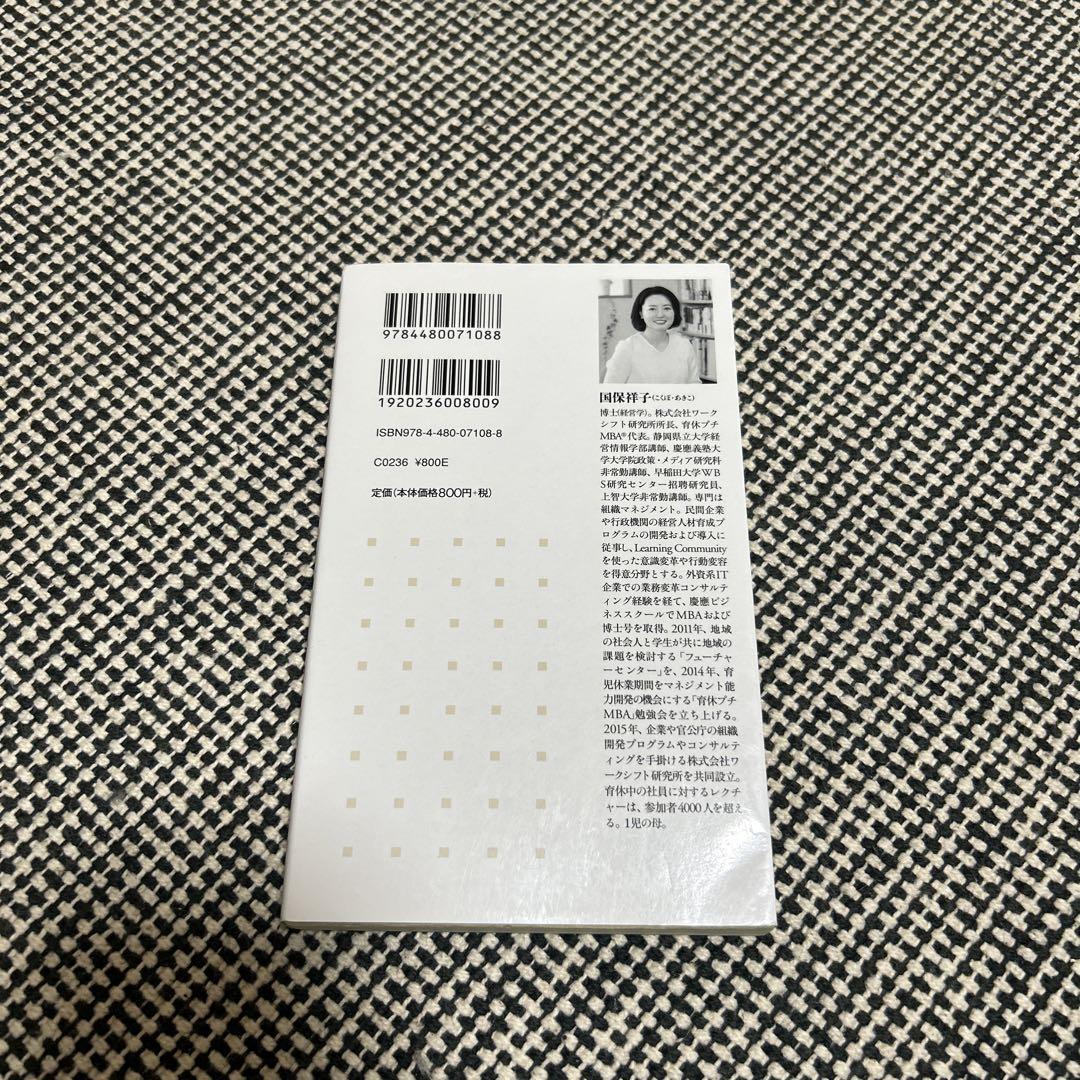 9784480071088
1920236008009
ISBN978-4-480-07108-8
C0236 ¥800E
定価(本体価格800円+税)
国保祥子(こくぼ・あきこ)
博士(経営学)。株式会社ワーク
シフト研究所所長、育休プチ
MBA®代表。静岡県立大学経
営情報学部講師、慶應義塾大
学大学院政策・メディア研究科
非常勤講師、早稲田大学WB
S研究センター招聘研究員、
上智大学非常勤講師。専門は
組織マネジメント。民間企業
や行政機関の経営人材育成プ
ログラムの開発および導入に
従事し、Learning Community
を使った意識変革や行動変容
を得意分野とする。外資系IT
企業での業務変革コンサルテ
ィング経験を経て、慶應ビジ
ネススクールでMBAおよび
博士号を取得。2011年、地域
の社会人と学生が共に地域の
課題を検討する「フューチャ
ーセンター」を、2014年、育
児休業期間をマネジメント能
力開発の機会にする「育休プチ
MBA」勉強会を立ち上げる。
2015年、企業や官公庁の組織
開発プログラムやコンサルテ
ィングを手掛ける株式会社ワ
ークシフト研究所を共同設立。
育休中の社員に対するレクチ
ャーは、参加者4000人を超え
る。1児の母。